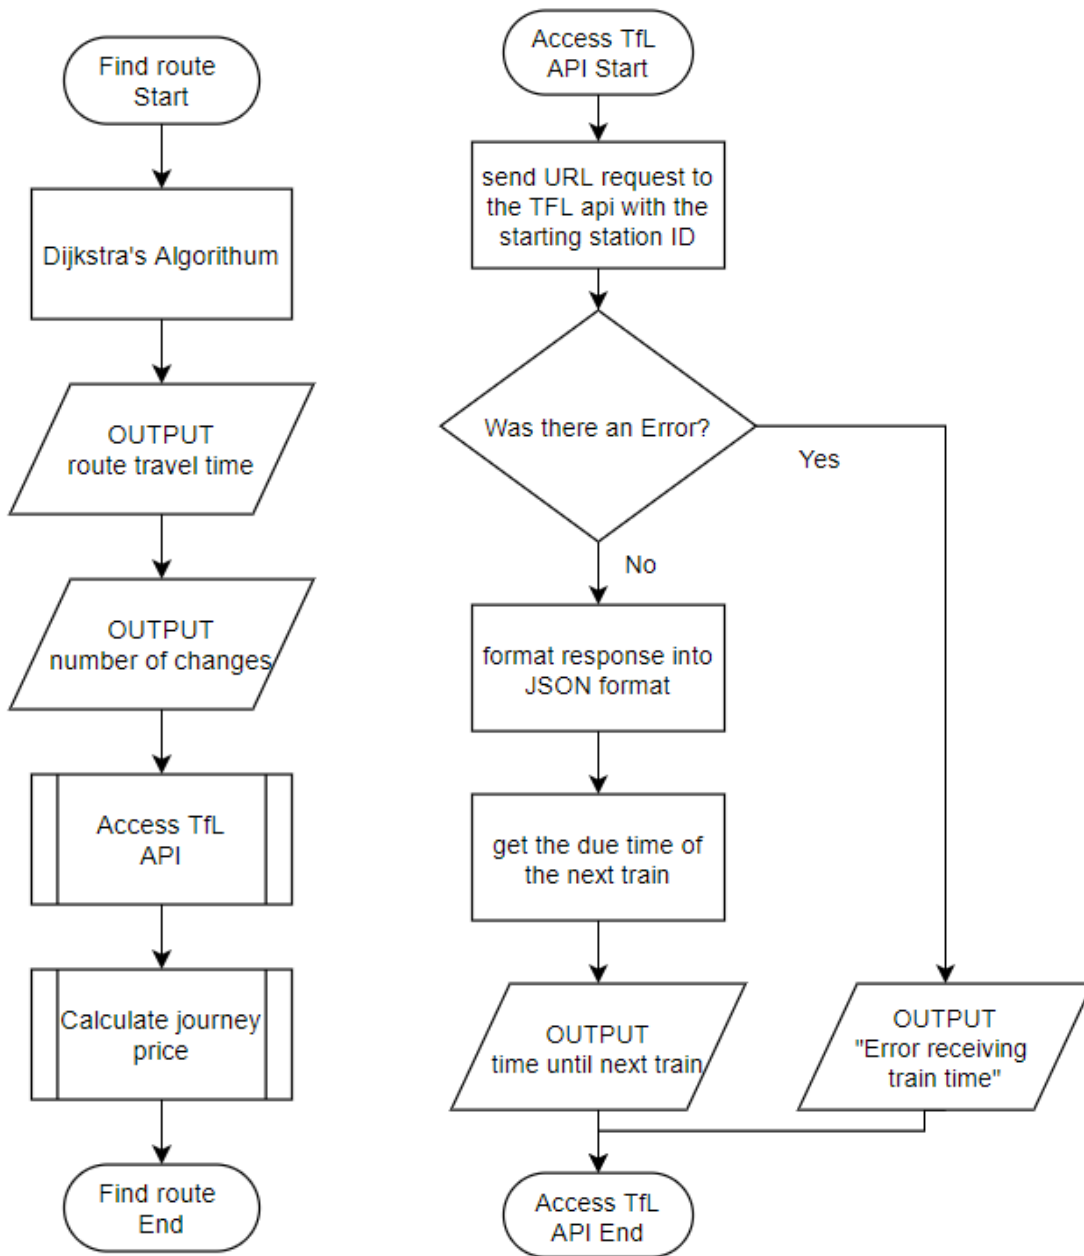 Find route
Start
Dijkstra's Algorithum
OUTPUT
route travel time
OUTPUT
number of changes
Access TfL
API
Calculate journey
price
Find route
End
Access TfL
API Start
send URL request to
the TFL api with the
starting station ID
Was there an Error?
Yes
No
format response into
JSON format
get the due time of
the next train
OUTPUT
time until next train
OUTPUT
"Error receiving
train time"
Access TfL
API End